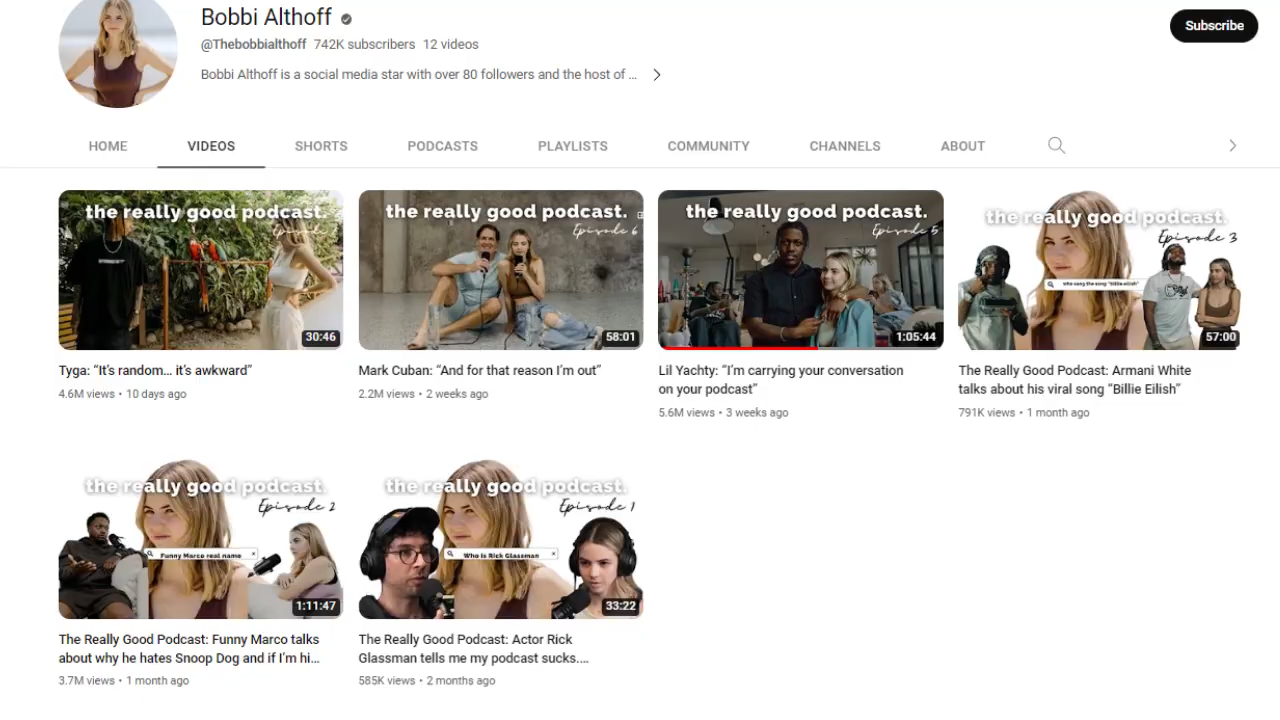 Bobbi Althoff
@Thebobbialthoff 742K subscribers 12 videos
Subscribe
Bobbi Althoff is a social media star with over 80 followers and the host of ...
HOME VIDEOS SHORTS PODCASTS PLAYLISTS COMMUNITY CHANNELS ABOUT
the really good podcast.
Episode
30:46
Tyga: “It’s random... it’s awkward”
4.6M views • 10 days ago
the really good podcast.
Episode 6
58:01
Mark Cuban: “And for that reason I’m out”
2.2M views • 2 weeks ago
the really good podcast.
Episode 5
1:05:44
Lil Yachty: “I’m carrying your conversation
on your podcast”
5.6M views • 3 weeks ago
the really good podcast.
Episode 3
who sang the song "billie eilish"
57:00
The Really Good Podcast: Armani White
talks about his viral song “Billie Eilish”
791K views • 1 month ago
the really good podcast.
Episode 2
Funny Marco real name
1:11:47
The Really Good Podcast: Funny Marco talks
about why he hates Snoop Dog and if I’m hi...
3.7M views • 1 month ago
the really good podcast.
Episode 1
Who is Rick Glassman
33:22
The Really Good Podcast: Actor Rick
Glassman tells me my podcast sucks....
585K views • 2 months ago